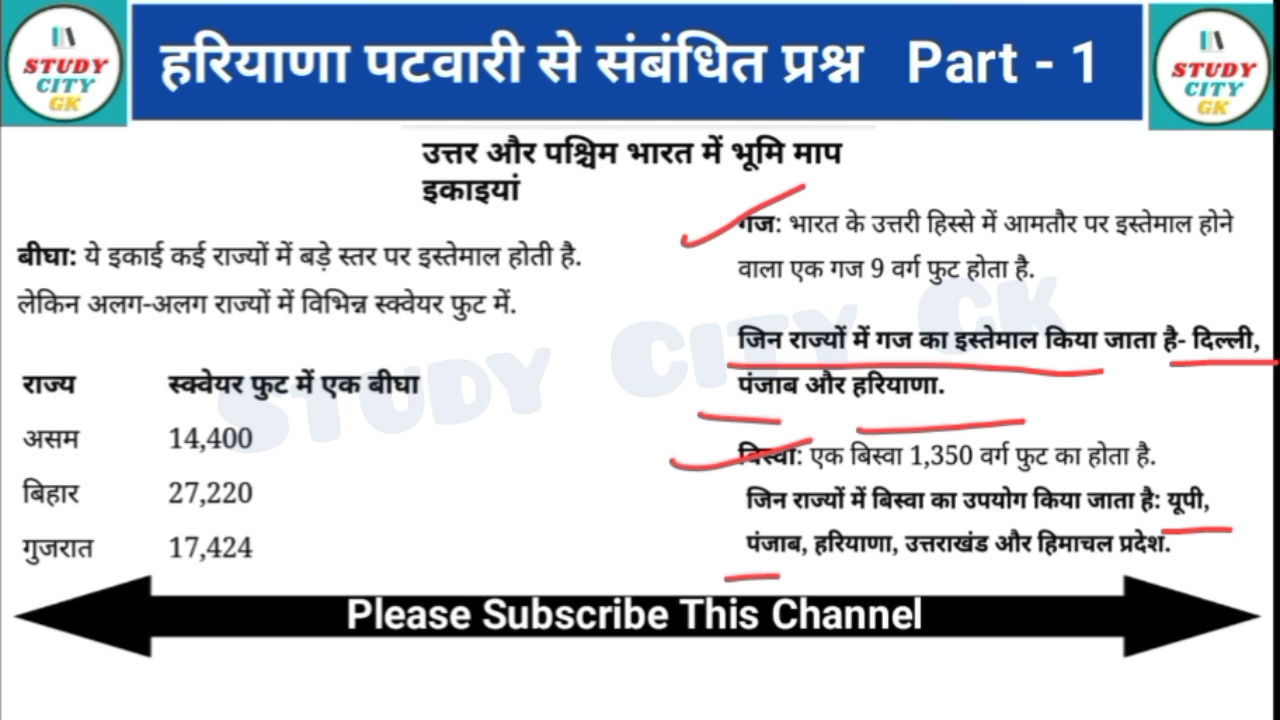 STUDY
CITY
GK
हरियाणा पटवारी से संबंधित प्रश्न Part - 1
STUDY
CITY
GK
उत्तर और पश्चिम भारत में भूमि माप
इकाइयां
बीघा: ये इकाई कई राज्यों में बड़े स्तर पर इस्तेमाल होती है.
लेकिन अलग-अलग राज्यों में विभिन्न स्क्वेयर फुट में.
राज्य स्क्वेयर फुट में एक बीघा
असम 14,400
बिहार 27,220
गुजरात 17,424
गज: भारत के उत्तरी हिस्से में आमतौर पर इस्तेमाल होने
वाला एक गज 9 वर्ग फुट होता है.
जिन राज्यों में गज का इस्तेमाल किया जाता है- दिल्ली,
पंजाब और हरियाणा.
बिस्वा: एक बिस्वा 1,350 वर्ग फुट का होता है.
जिन राज्यों में बिस्वा का उपयोग किया जाता है: यूपी,
पंजाब, हरियाणा, उत्तराखंड और हिमाचल प्रदेश.
STUDY CITY GK
Please Subscribe This Channel